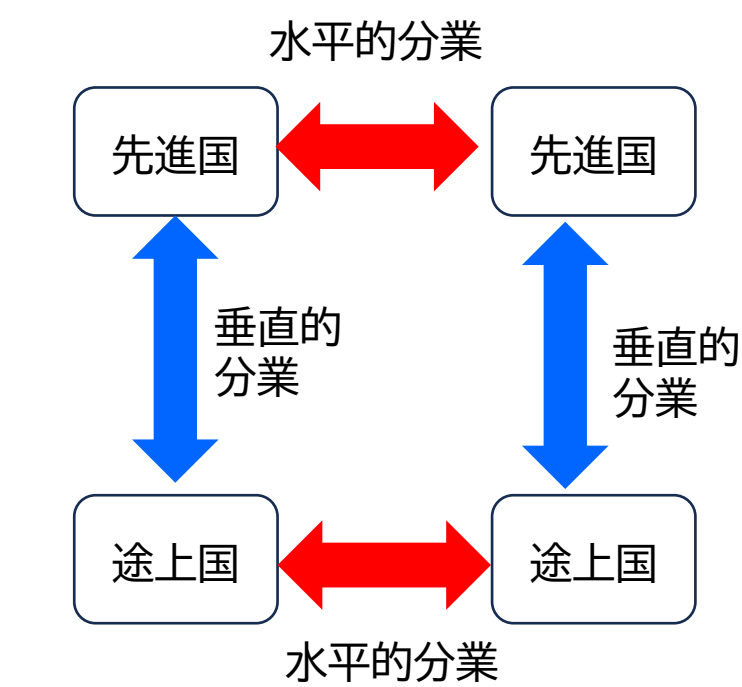 水平的分業
先進国
先進国
垂直的
分業
垂直的
分業
途上国
途上国
水平的分業